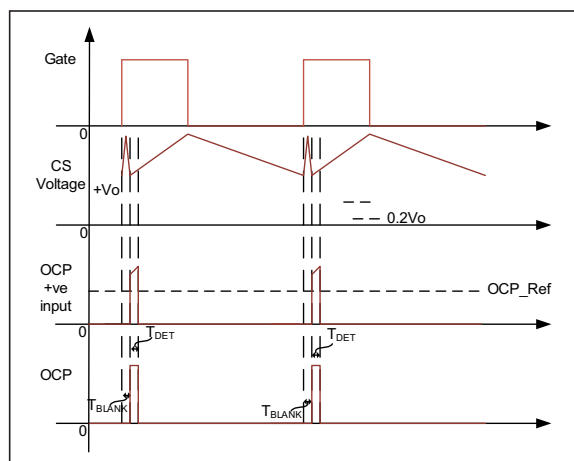 Gate
0
CS
Voltage
+Vo
0.2Vo
0
OCP
+ve
input
OCP_Ref
0
TDET
TDET
OCP
TBLANK
TBLANK
0